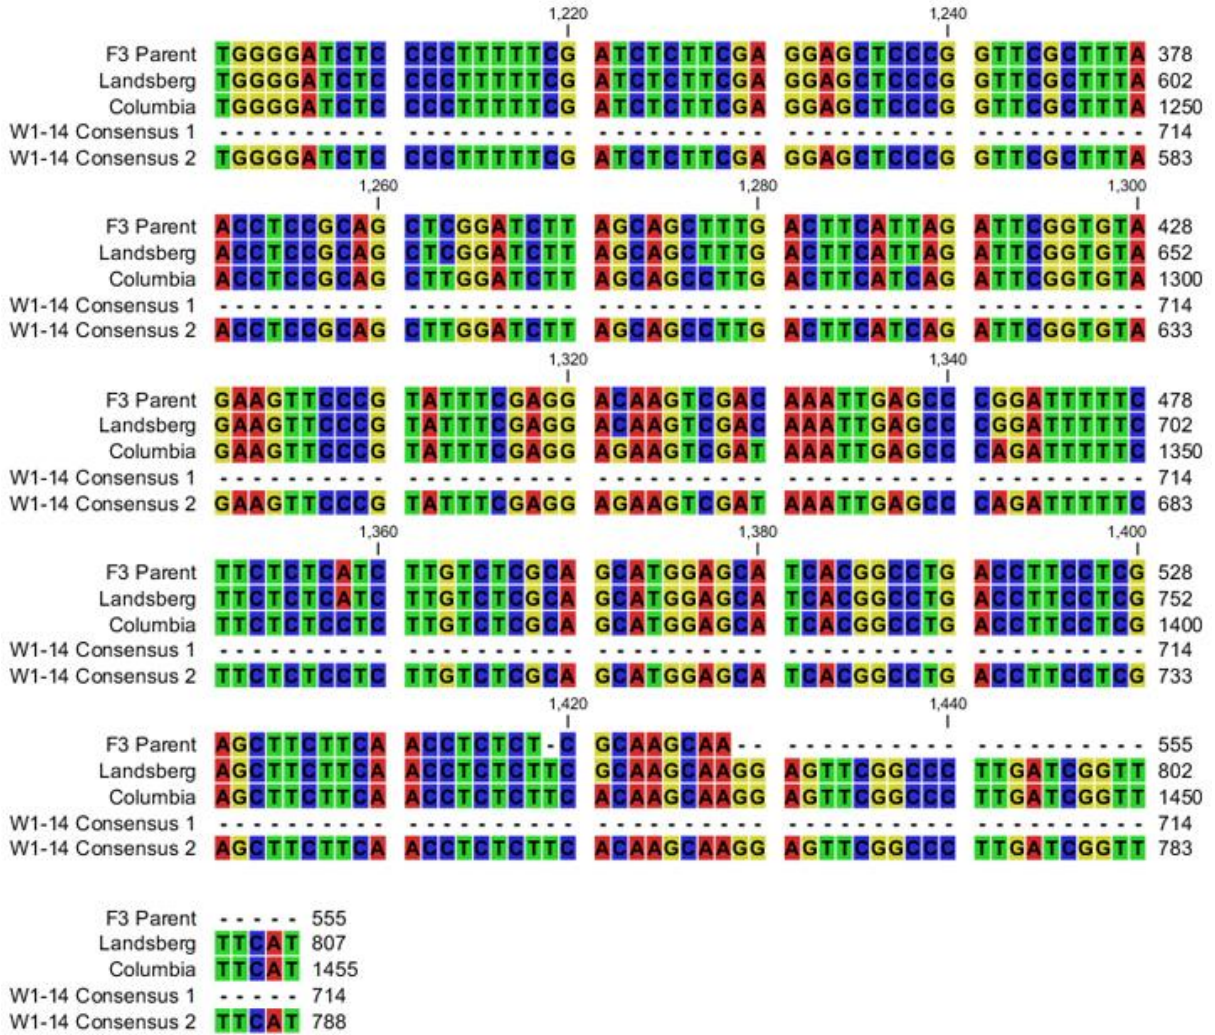 1,220 1,240
F3 Parent TGGGGATCTC CCCTTTTTCG ATCTCTTCGA GGAGCTCCCG GTTCGCTTTA 378
Landsberg TGGGGATCTC CCCTTTTTCG ATCTCTTCGA GGAGCTCCCG GTTCGCTTTA 602
Columbia TGGGGATCTC CCCTTTTTCG ATCTCTTCGA GGAGCTCCCG GTTCGCTTTA 1250
W1-14 Consensus 1 - - - - - - - - - - - - - - - - - - - - - - - - - - - - - - - - - - - - - - - - - - - - - - - - - - 714
W1-14 Consensus 2 TGGGGATCTC CCCTTTTTCG ATCTCTTCGA GGAGCTCCCG GTTCGCTTTA 583
1,260 1,280 1,300
F3 Parent ACCTCCGCAG CTCGGATCTT AGCAGCTTTG ACTTCATTAG ATTCGGTGTA 428
Landsberg ACCTCCGCAG CTCGGATCTT AGCAGCTTTG ACTTCATTAG ATTCGGTGTA 652
Columbia ACCTCCGCAG CTTGGATCTT AGCAGCCTTG ACTTCATCAG ATTCGGTGTA 1300
W1-14 Consensus 1 - - - - - - - - - - - - - - - - - - - - - - - - - - - - - - - - - - - - - - - - - - - - - - - - - - 714
W1-14 Consensus 2 ACCTCCGCAG CTTGGATCTT AGCAGCCTTG ACTTCATCAG ATTCGGTGTA 633
1,320 1,340
F3 Parent GAAGTTCCCG TATTTCGAGG ACAAGTCGAC AAATTGAGCC CGGATTTTTC 478
Landsberg GAAGTTCCCG TATTTCGAGG ACAAGTCGAC AAATTGAGCC CGGATTTTTC 702
Columbia GAAGTTCCCG TATTTCGAGG AGAAGTCGAT AAATTGAGCC CAGATTTTTC 1350
W1-14 Consensus 1 - - - - - - - - - - - - - - - - - - - - - - - - - - - - - - - - - - - - - - - - - - - - - - - - - - 714
W1-14 Consensus 2 GAAGTTCCCG TATTTCGAGG AGAAGTCGAT AAATTGAGCC CAGATTTTTC 683
1,360 1,380 1,400
F3 Parent TTCTCTCATC TTGTCTCGCA GCATGGAGCA TCACGGCCTG ACCTTCCTCG 528
Landsberg TTCTCTCATC TTGTCTCGCA GCATGGAGCA TCACGGCCTG ACCTTCCTCG 752
Columbia TTCTCTCCTC TTGTCTCGCA GCATGGAGCA TCACGGCCTG ACCTTCCTCG 1400
W1-14 Consensus 1 - - - - - - - - - - - - - - - - - - - - - - - - - - - - - - - - - - - - - - - - - - - - - - - - - - 714
W1-14 Consensus 2 TTCTCTCCTC TTGTCTCGCA GCATGGAGCA TCACGGCCTG ACCTTCCTCG 733
1,420 1,440
F3 Parent AGCTTCTTCA ACCTCTCT-C GCAAGCAA- - - - - - - - - - - - - - - - - - - - - - - 555
Landsberg AGCTTCTTCA ACCTCTCTTC GCAAGCAAGG AGTTCGGCCC TTGATCGGTT 802
Columbia AGCTTCTTCA ACCTCTCTTC ACAAGCAAGG AGTTCGGCCC TTGATCGGTT 1450
W1-14 Consensus 1 - - - - - - - - - - - - - - - - - - - - - - - - - - - - - - - - - - - - - - - - - - - - - - - - - - 714
W1-14 Consensus 2 AGCTTCTTCA ACCTCTCTTC ACAAGCAAGG AGTTCGGCCC TTGATCGGTT 783
F3 Parent - - - - - 555
Landsberg TTCAT 807
Columbia TTCAT 1455
W1-14 Consensus 1 - - - - - 714
W1-14 Consensus 2 TTCAT 788